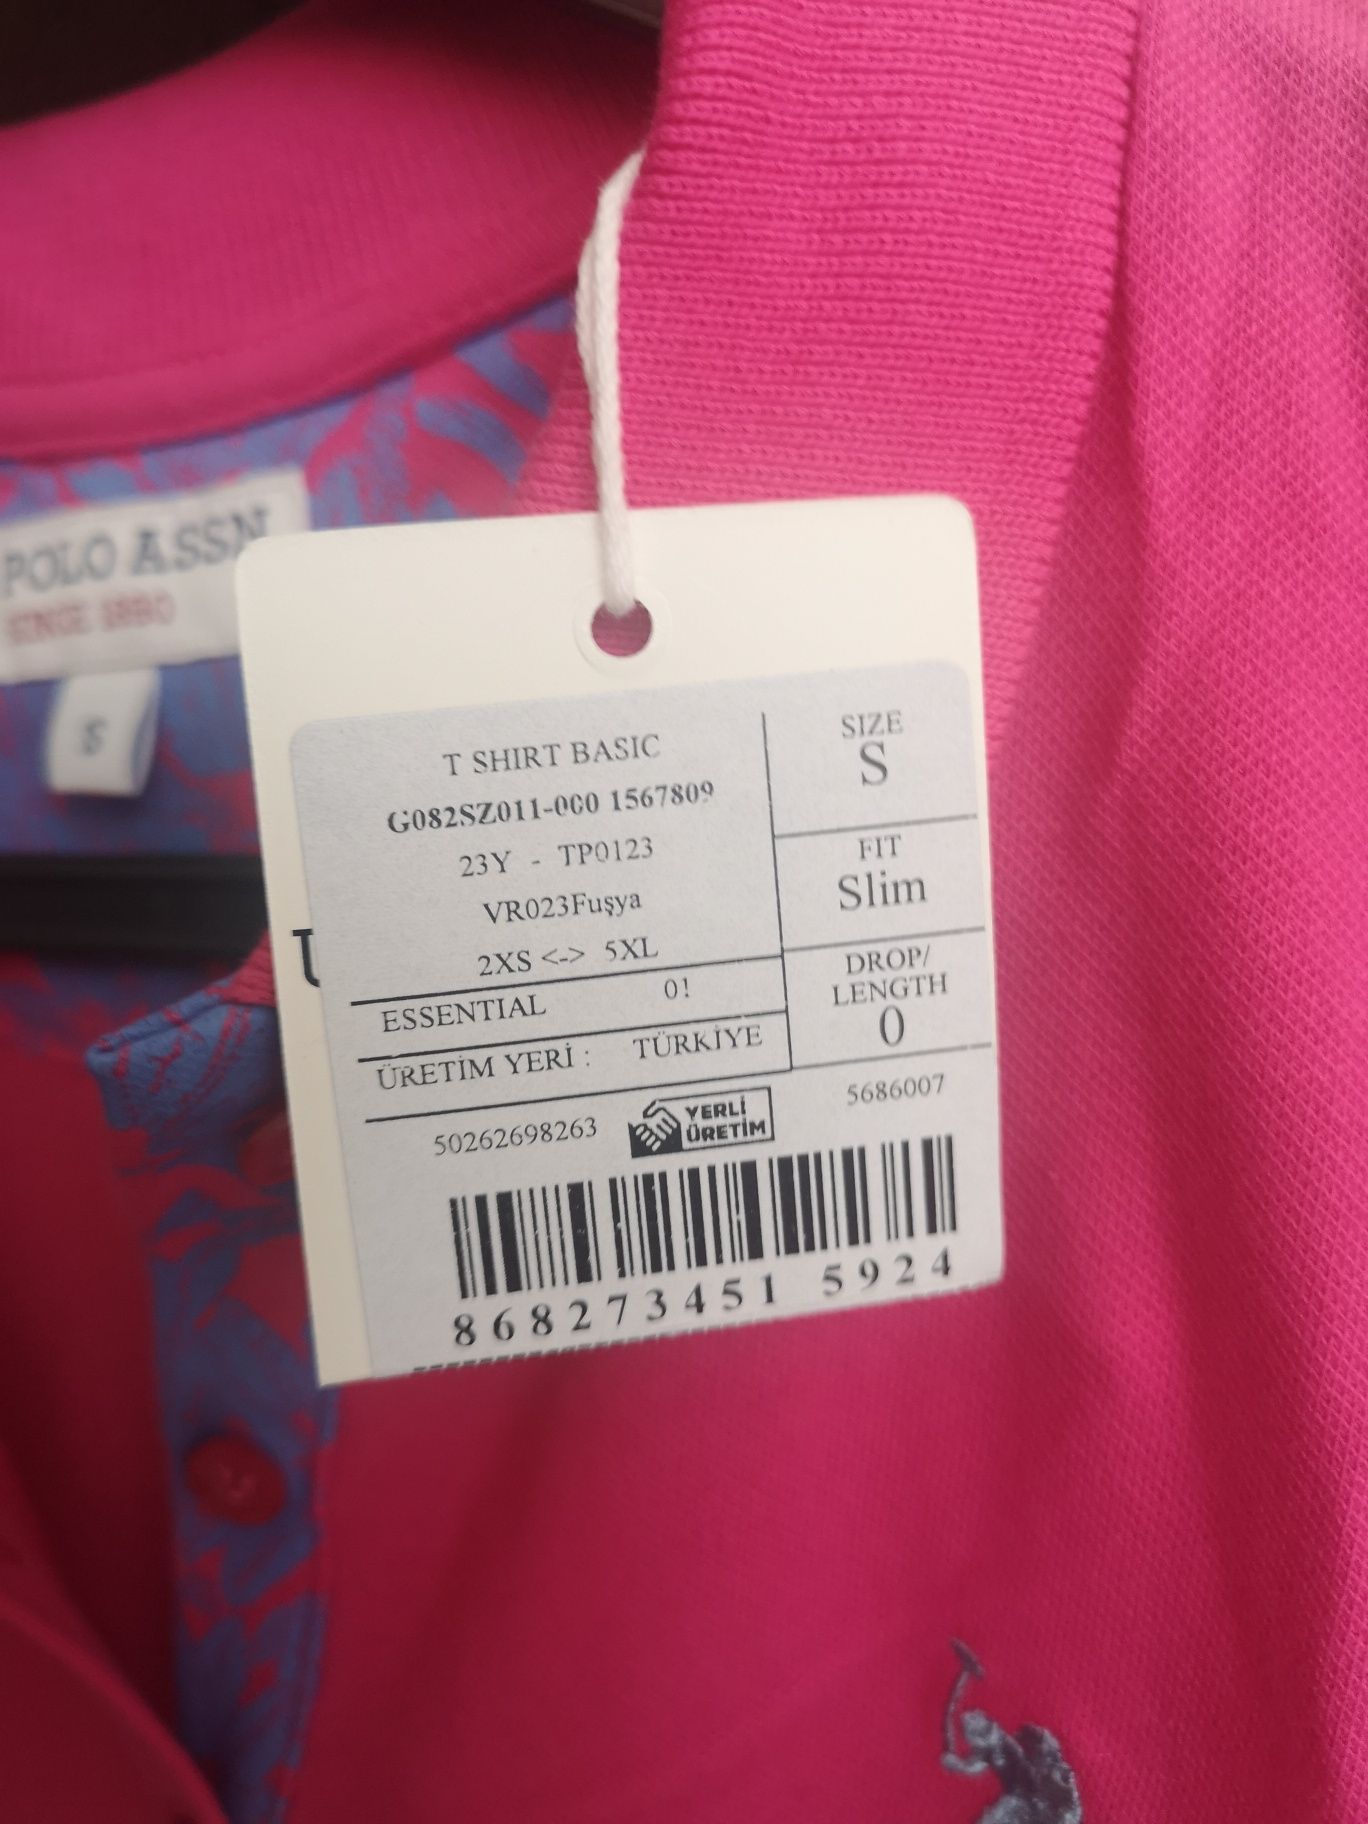 POLO ASSN
SINCE 1890
S
T SHIRT BASIC
G082SZ011-000 1567809
23Y - TP0123
VR023Fuşya
2XS <-> 5XL
ESSENTIAL 0!
ÜRETİM YERİ : TÜRKİYE
SIZE
S
FIT
Slim
DROP/
LENGTH
0
50262698263
YERLİ
ÜRETİM
5686007
868273451 5924